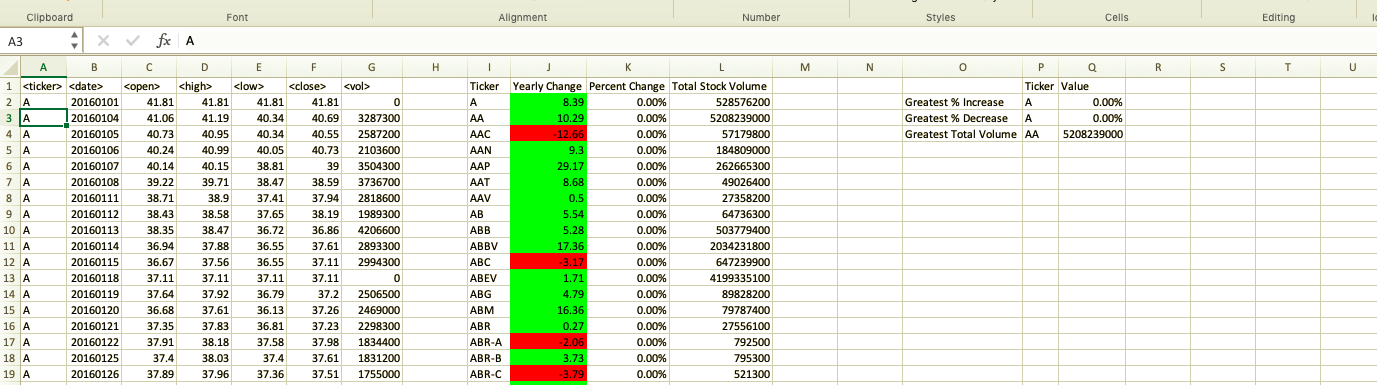 Clipboard Font Alignment Number Styles Cells Editing
A3 fx A
A B C D E F G H I J K L M N O P Q R S T U
1 <ticker> <date> <open> <high> <low> <close> <vol> Ticker Yearly Change Percent Change Total Stock Volume Ticker Value
2 A 20160101 41.81 41.81 41.81 41.81 0 A 8.39 0.00% 528576200 Greatest % Increase A 0.00%
3 A 20160104 41.06 41.19 40.34 40.69 3287300 AA 10.29 0.00% 5208239000 Greatest % Decrease A 0.00%
4 A 20160105 40.73 40.95 40.34 40.55 2587200 AAC -12.66 0.00% 57179800 Greatest Total Volume AA 5208239000
5 A 20160106 40.24 40.99 40.05 40.73 2103600 AAN 9.3 0.00% 184809000
6 A 20160107 40.14 40.15 38.81 39 3504300 AAP 29.17 0.00% 262665300
7 A 20160108 39.22 39.71 38.47 38.59 3736700 AAT 8.68 0.00% 49026400
8 A 20160111 38.71 38.9 37.41 37.94 2818600 AAV 0.5 0.00% 27358200
9 A 20160112 38.43 38.58 37.65 38.19 1989300 AB 5.54 0.00% 64736300
10 A 20160113 38.35 38.47 36.72 36.86 4206600 ABB 5.28 0.00% 503779400
11 A 20160114 36.94 37.88 36.55 37.61 2893300 ABBV 17.36 0.00% 2034231800
12 A 20160115 36.67 37.56 36.55 37.11 2994300 ABC -3.17 0.00% 647239900
13 A 20160118 37.11 37.11 37.11 37.11 0 ABEV 1.71 0.00% 4199335100
14 A 20160119 37.64 37.92 36.79 37.2 2506500 ABG 4.79 0.00% 89828200
15 A 20160120 36.68 37.61 36.13 37.26 2469000 ABM 16.36 0.00% 79787400
16 A 20160121 37.35 37.83 36.81 37.23 2298300 ABR 0.27 0.00% 27556100
17 A 20160122 37.91 38.18 37.58 37.98 1834400 ABR-A -2.06 0.00% 792500
18 A 20160125 37.4 38.03 37.4 37.61 1831200 ABR-B 3.73 0.00% 795300
19 A 20160126 37.89 37.96 37.36 37.51 1755000 ABR-C -3.79 0.00% 521300